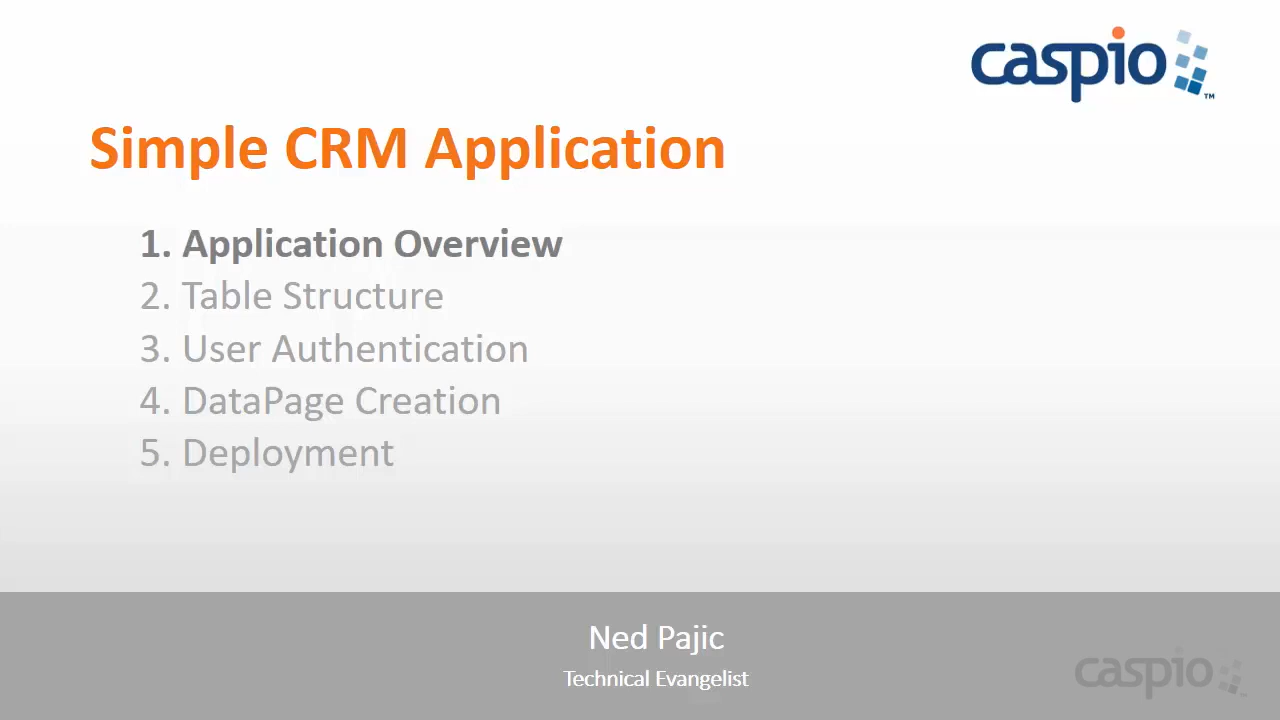 caspio™
Simple CRM Application
1. Application Overview
2. Table Structure
3. User Authentication
4. DataPage Creation
5. Deployment
Ned Pajic
Technical Evangelist
caspio